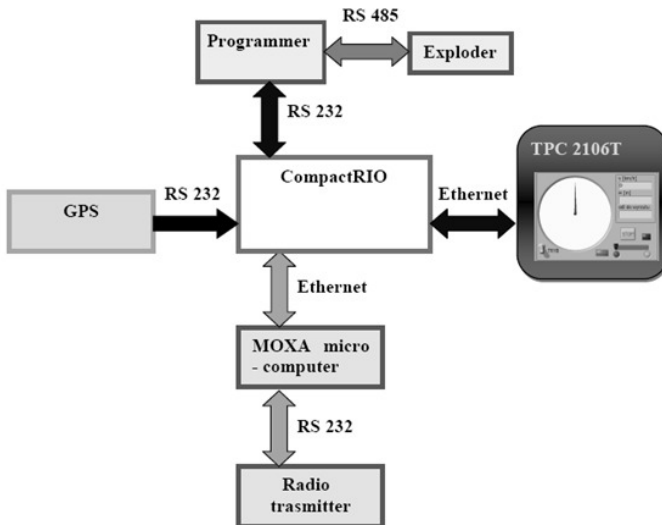 RS 485
Programmer
Exploder
RS 232
TPC 2106T
CompactRIO
Ethernet
RS 232
GPS
Ethernet
MOXA micro
- computer
RS 232
Radio
trasmitter